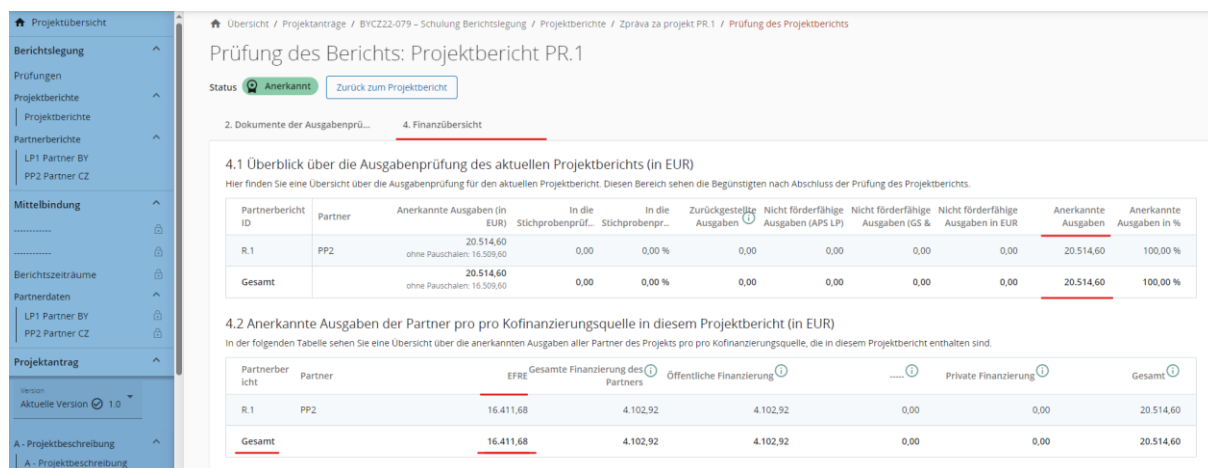 Projektübersicht
Berichtslegung
Prüfungen
Projektberichte
Projektberichte
Partnerberichte
LP1 Partner BY
PP2 Partner CZ
Mittelbindung
------------
------------
Berichtszeiträume
Partnerdaten
LP1 Partner BY
PP2 Partner CZ
Projektantrag
Version
Aktuelle Version 1.0
A - Projektbeschreibung
A - Projektbeschreibung
Übersicht / Projektanträge / BYCZ22-079 – Schulung Berichtslegung / Projektberichte / Zpráva za projekt PR.1 / Prüfung des Projektberichts
Prüfung des Berichts: Projektbericht PR.1
Status Anerkannt Zurück zum Projektbericht
2. Dokumente der Ausgabenprü... 4. Finanzübersicht
4.1 Überblick über die Ausgabenprüfung des aktuellen Projektberichts (in EUR)
Hier finden Sie eine Übersicht über die Ausgabenprüfung für den aktuellen Projektbericht. Diesen Bereich sehen die Begünstigten nach Abschluss der Prüfung des Projektberichts.
Partnerbericht Anerkannte Ausgaben (in In die In die Zurückgestellte Nicht förderfähige Nicht förderfähige Nicht förderfähige Anerkannte Anerkannte
ID Partner EUR) Stichprobenprüf... Stichprobenpr... Ausgaben Ausgaben (APS LP) Ausgaben (GS & Ausgaben in EUR Ausgaben Ausgaben in %
R.1 PP2 20.514,60 0,00 0,00 % 0,00 0,00 0,00 0,00 20.514,60 100,00 %
ohne Pauschalen: 16.509,60
Gesamt 20.514,60 0,00 0,00 % 0,00 0,00 0,00 0,00 20.514,60 100,00 %
ohne Pauschalen: 16.509,60
4.2 Anerkannte Ausgaben der Partner pro pro Kofinanzierungsquelle in diesem Projektbericht (in EUR)
In der folgenden Tabelle sehen Sie eine Übersicht über die anerkannten Ausgaben aller Partner des Projekts pro pro Kofinanzierungsquelle, die in diesem Projektbericht enthalten sind.
Partnerber Gesamte Finanzierung des
icht Partner EFRE Partners Öffentliche Finanzierung ----- Private Finanzierung Gesamt
R.1 PP2 16.411,68 4.102,92 4.102,92 0,00 0,00 20.514,60
Gesamt 16.411,68 4.102,92 4.102,92 0,00 0,00 20.514,60